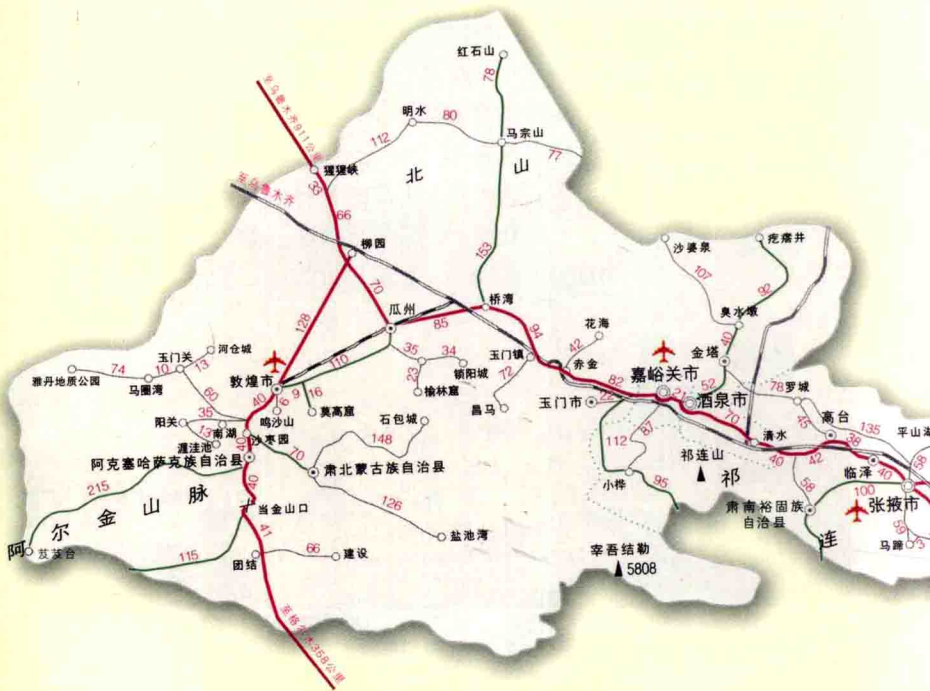 红石山
78
至乌鲁木齐911公里
明水
80
112
马宗山
77
猩猩峡
33
北
山
至乌鲁木齐
66
柳园
沙婆泉
疙瘩井
107
92
153
70
桥湾
瓜州
85
94
128
臭水墩
40
花海
42
河仓城
玉门关
13
10
74
雅丹地质公园
马圈湾
110
35
34
锁阳城
玉门镇
赤金
金塔
敦煌市
23
榆林窟
72
昌马
82
嘉峪关市
52
78
罗城
60
40
9
16
6
莫高窟
玉门市
22
21
酒泉市
45
高台
阳关
35
13
南湖
渥洼池
鸣沙山
石包城
148
70
清水
135
38
平山湖
沙枣园
40
70
112
87
祁连山
40
42
40
58
阿克塞哈萨克族自治县
肃北蒙古族自治县
小桦
95
祁
58
临泽
100
张掖市
215
40
126
肃南裕固族
自治县
阿尔金山脉
当金山口
盐池湾
连
59
3
马蹄
芨芨台
115
41
66
建设
团结
宰吾结勒
5808
至格尔木358公里